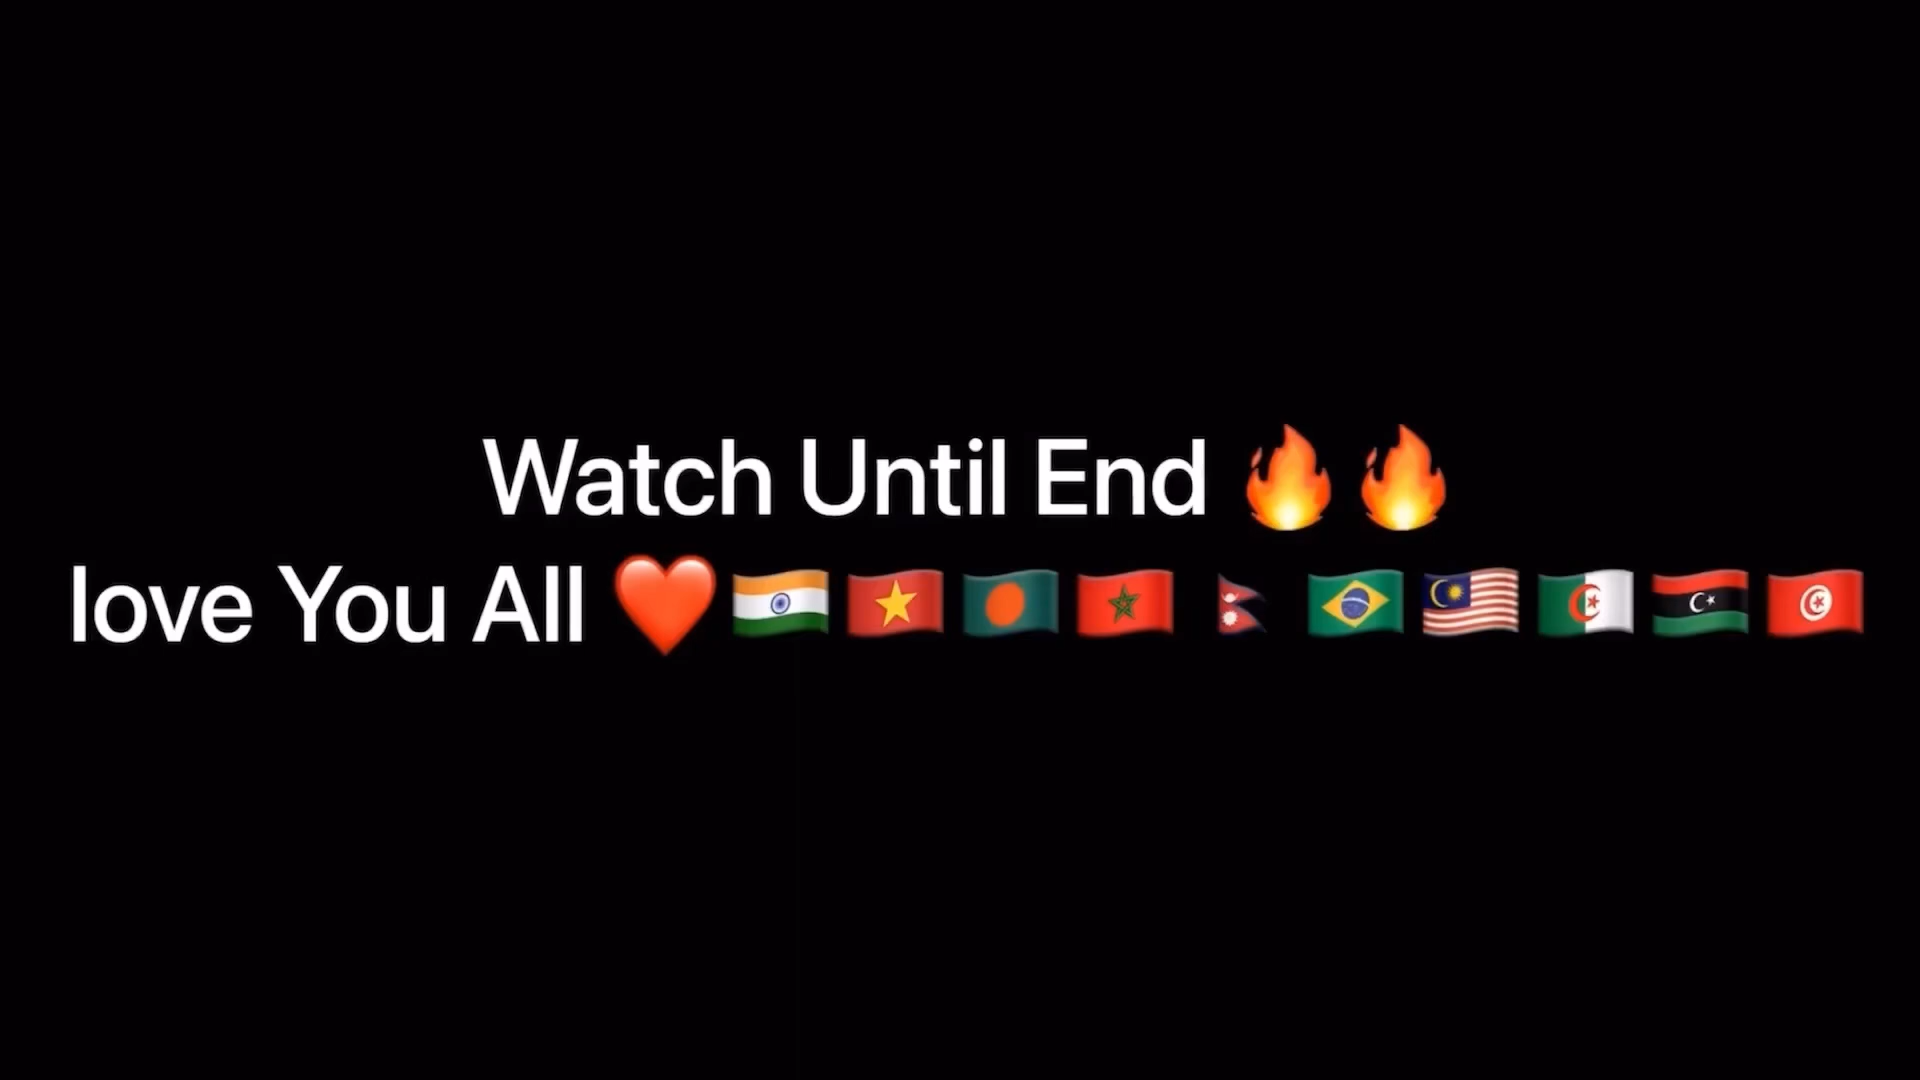 Watch Until End 🔥🔥
love You All ❤️🇮🇳🇻🇳🇧🇩🇲🇦🇳🇵🇧🇷🇲🇾🇩🇿🇱🇾🇹🇳